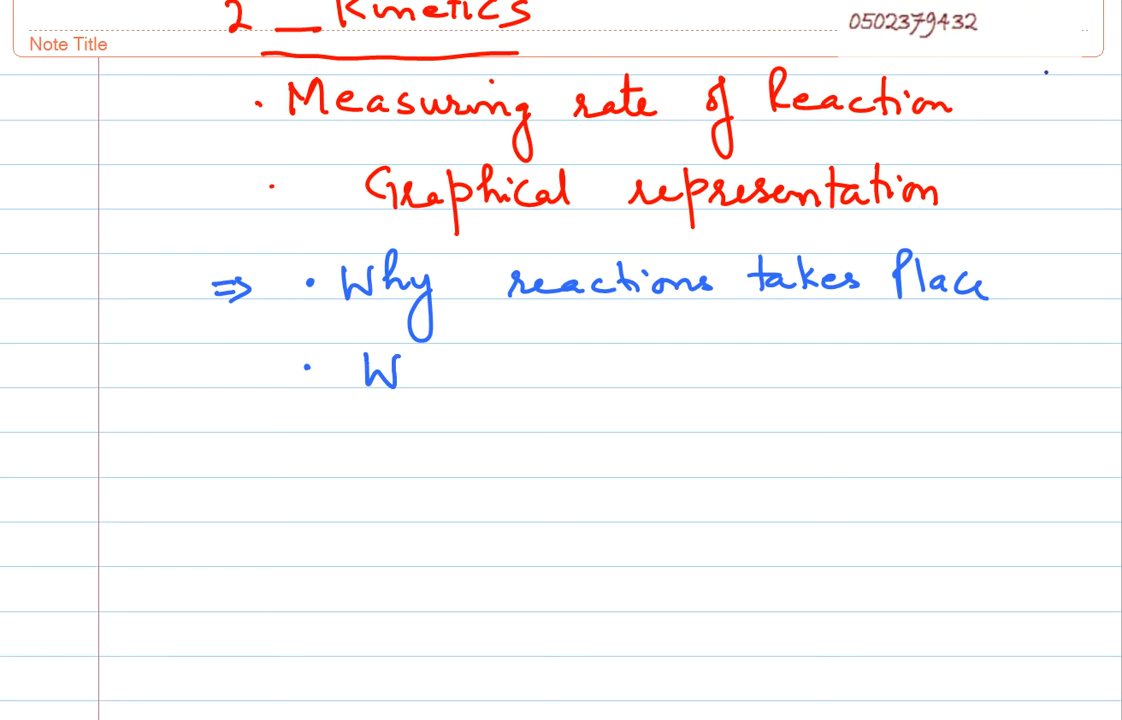 2 _ Kinetics
0502379432
Note Title
· Measuring rate of Reaction
· Graphical representation
⇒ · Why reactions takes Place
· W